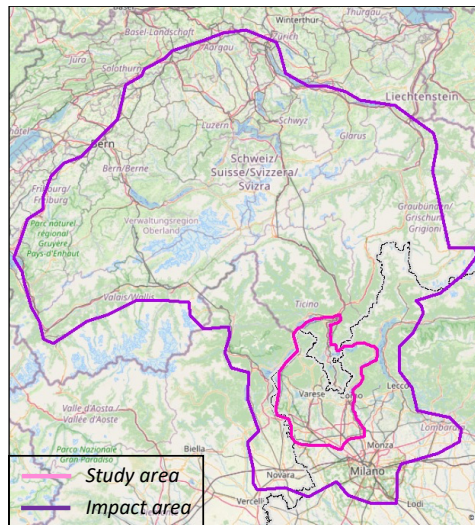 Winterthur
Thurgau
Basel-Landschaft
Aargau
Zürich
Jura
Solothurn
Liechtenstein
Luzern
Schwyz
Glarus
Bern
Bern/Berne
Schweiz/
Suisse/Svizzera/
Svizra
Fribourg/
Freiburg
Graubünden/
Grischun/
Grigioni
Parc naturel
régional
Gruyère
Pays-d'Enhaut
Verwaltungsregion
Oberland
Ticino
Valais/Wallis
Lecco
Varese
Como
Valle d'Aosta
Vallée d'Aoste
Lombardia
Biella
Monza
Parco Nazionale
Gran Paradiso
Milano
Novara
Study area
Vercelli
Lodi
Impact area